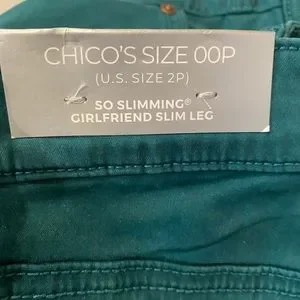 CHICO'S SIZE 00P
(U.S. SIZE 2P)
SO SLIMMING®
GIRLFRIEND SLIM LEG